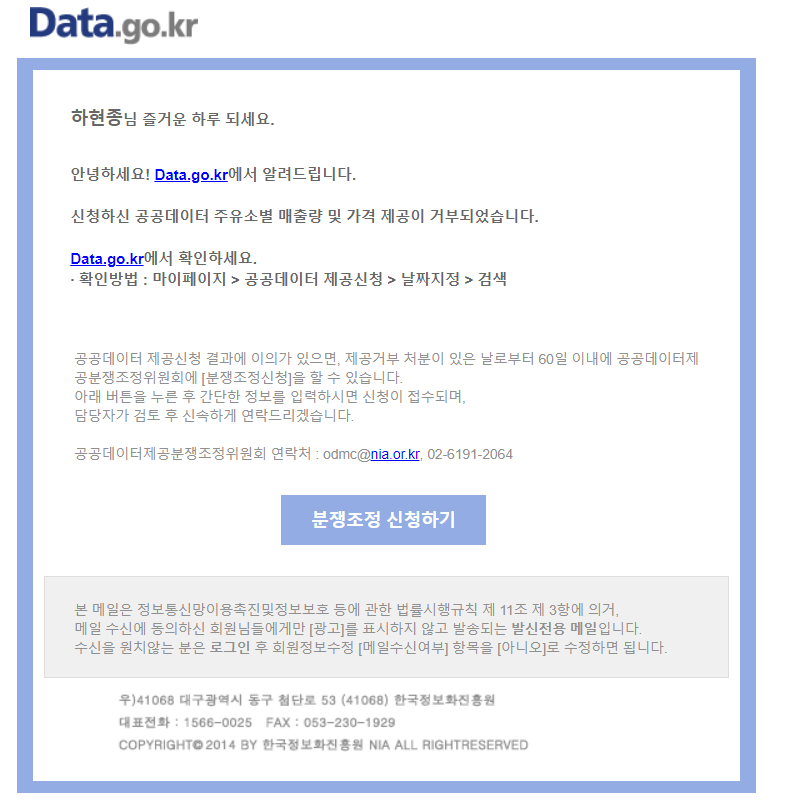 Data.go.kr
하현종님 즐거운 하루 되세요.
안녕하세요! Data.go.kr에서 알려드립니다.
신청하신 공공데이터 주유소별 매출량 및 가격 제공이 거부되었습니다.
Data.go.kr에서 확인하세요.
· 확인방법 : 마이페이지 > 공공데이터 제공신청 > 날짜지정 > 검색
공공데이터 제공신청 결과에 이의가 있으면, 제공거부 처분이 있은 날로부터 60일 이내에 공공데이터제
공분쟁조정위원회에 [분쟁조정신청]을 할 수 있습니다.
아래 버튼을 누른 후 간단한 정보를 입력하시면 신청이 접수되며,
담당자가 검토 후 신속하게 연락드리겠습니다.
공공데이터제공분쟁조정위원회 연락처 : odmc@nia.or.kr, 02-6191-2064
분쟁조정 신청하기
본 메일은 정보통신망이용촉진및정보보호 등에 관한 법률시행규칙 제 11조 제 3항에 의거,
메일 수신에 동의하신 회원님들에게만 [광고]를 표시하지 않고 발송되는 발신전용 메일입니다.
수신을 원치않는 분은 로그인 후 회원정보수정 [메일수신여부] 항목을 [아니오]로 수정하면 됩니다.
우)41068 대구광역시 동구 첨단로 53 (41068) 한국정보화진흥원
대표전화 : 1566-0025 FAX : 053-230-1929
COPYRIGHT© 2014 BY 한국정보화진흥원 NIA ALL RIGHTRESERVED